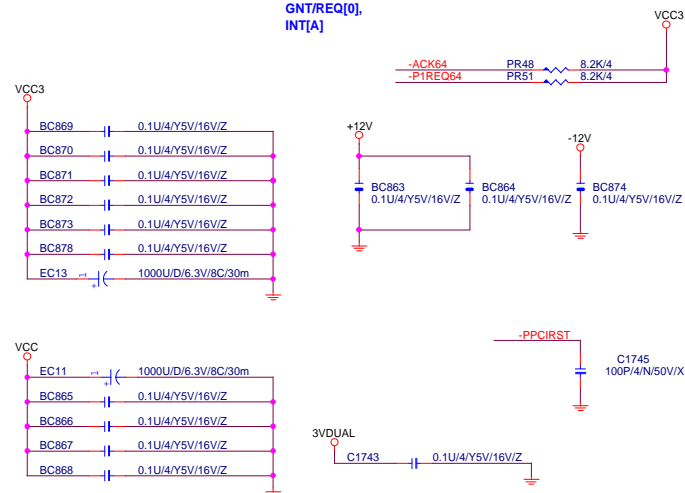 GNT/REQ[0],
INT[A]
VCC3
-ACK64 PR48 8.2K/4
-P1REQ64 PR51 8.2K/4
VCC3
BC869 0.1U/4/Y5V/16V/Z
BC870 0.1U/4/Y5V/16V/Z
BC871 0.1U/4/Y5V/16V/Z
BC872 0.1U/4/Y5V/16V/Z
BC873 0.1U/4/Y5V/16V/Z
BC878 0.1U/4/Y5V/16V/Z
EC13 1 + 1000U/D/6.3V/8C/30m
+12V
-12V
BC863
0.1U/4/Y5V/16V/Z
BC864
0.1U/4/Y5V/16V/Z
BC874
0.1U/4/Y5V/16V/Z
VCC
EC11 1 + 1000U/D/6.3V/8C/30m
BC865 0.1U/4/Y5V/16V/Z
BC866 0.1U/4/Y5V/16V/Z
BC867 0.1U/4/Y5V/16V/Z
BC868 0.1U/4/Y5V/16V/Z
-PPCIRST
C1745
100P/4/N/50V/X
3VDUAL
C1743 0.1U/4/Y5V/16V/Z